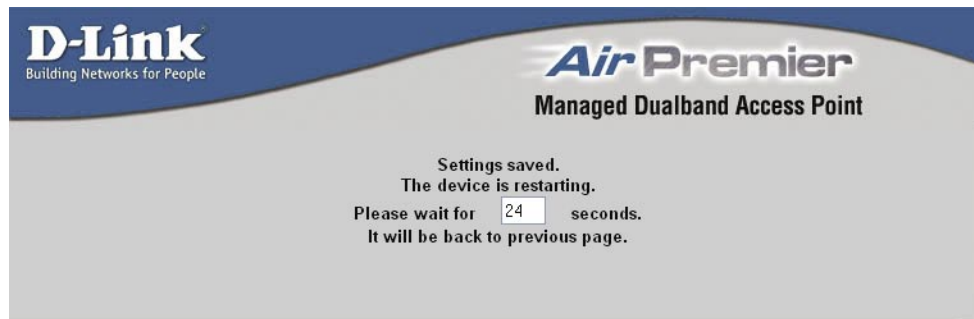 D-Link
Building Networks for People
Air Premier
Managed Dualband Access Point
Settings saved.
The device is restarting.
Please wait for 24 seconds.
It will be back to previous page.